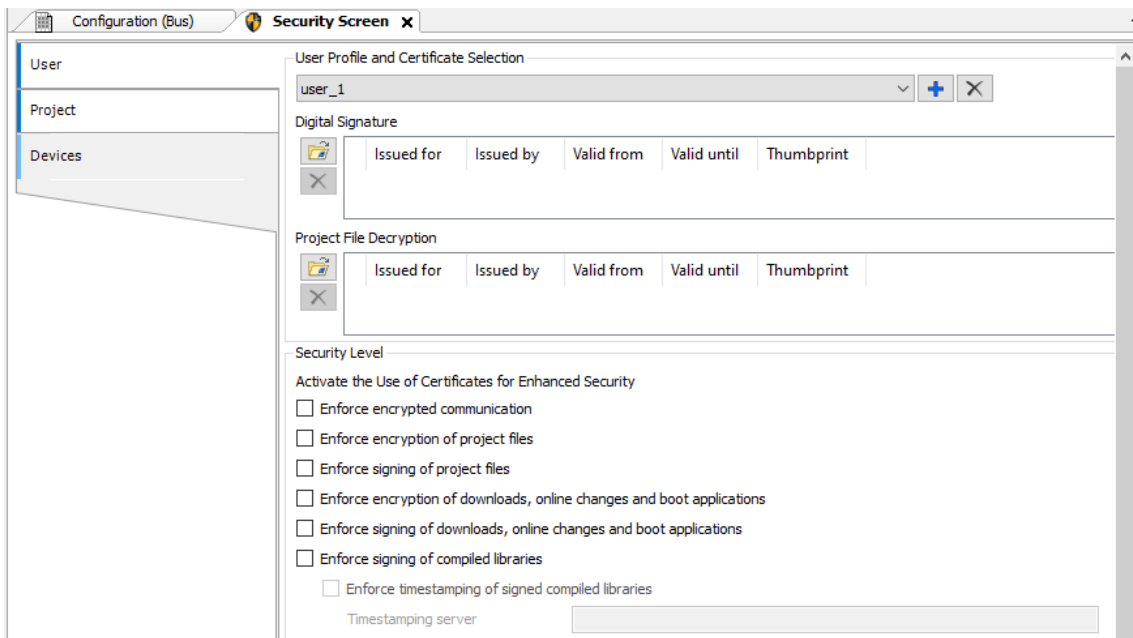 Configuration (Bus) Security Screen X
User
Project
Devices
User Profile and Certificate Selection
user_1
Digital Signature
Issued for Issued by Valid from Valid until Thumbprint
Project File Decryption
Issued for Issued by Valid from Valid until Thumbprint
Security Level
Activate the Use of Certificates for Enhanced Security
Enforce encrypted communication
Enforce encryption of project files
Enforce signing of project files
Enforce encryption of downloads, online changes and boot applications
Enforce signing of downloads, online changes and boot applications
Enforce signing of compiled libraries
Enforce timestamping of signed compiled libraries
Timestamping server